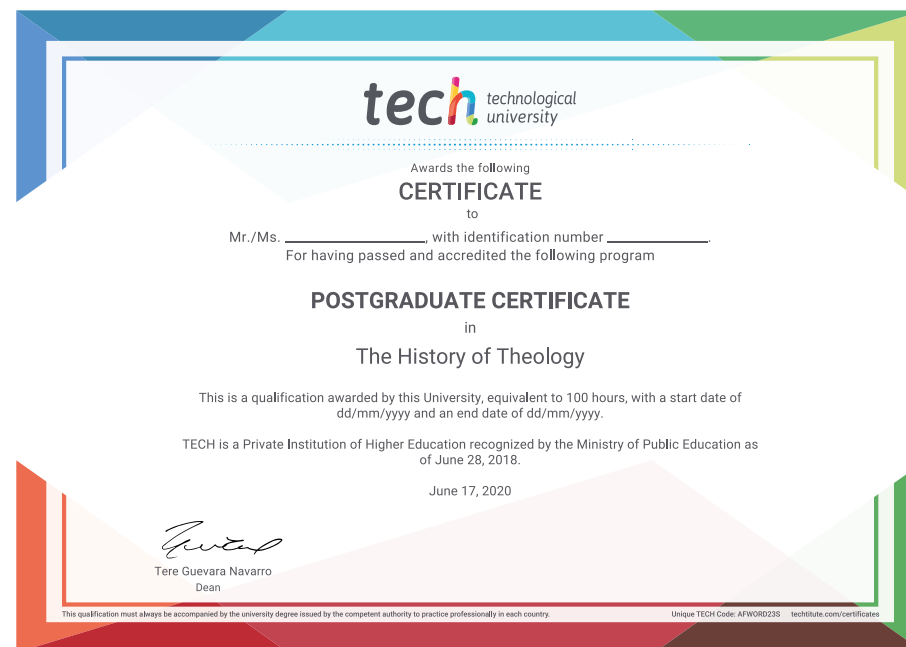 tech technological
university
Awards the following
CERTIFICATE
to
Mr./Ms. ____________, with identification number _________.
For having passed and accredited the following program
POSTGRADUATE CERTIFICATE
in
The History of Theology
This is a qualification awarded by this University, equivalent to 100 hours, with a start date of
dd/mm/yyyy and an end date of dd/mm/yyyy.
TECH is a Private Institution of Higher Education recognized by the Ministry of Public Education as
of June 28, 2018.
June 17, 2020
Tere Guevara Navarro
Dean
This qualification must always be accompanied by the university degree issued by the competent authority to practice professionally in each country.
Unique TECH Code: AFWORD23S techtitute.com/certificates